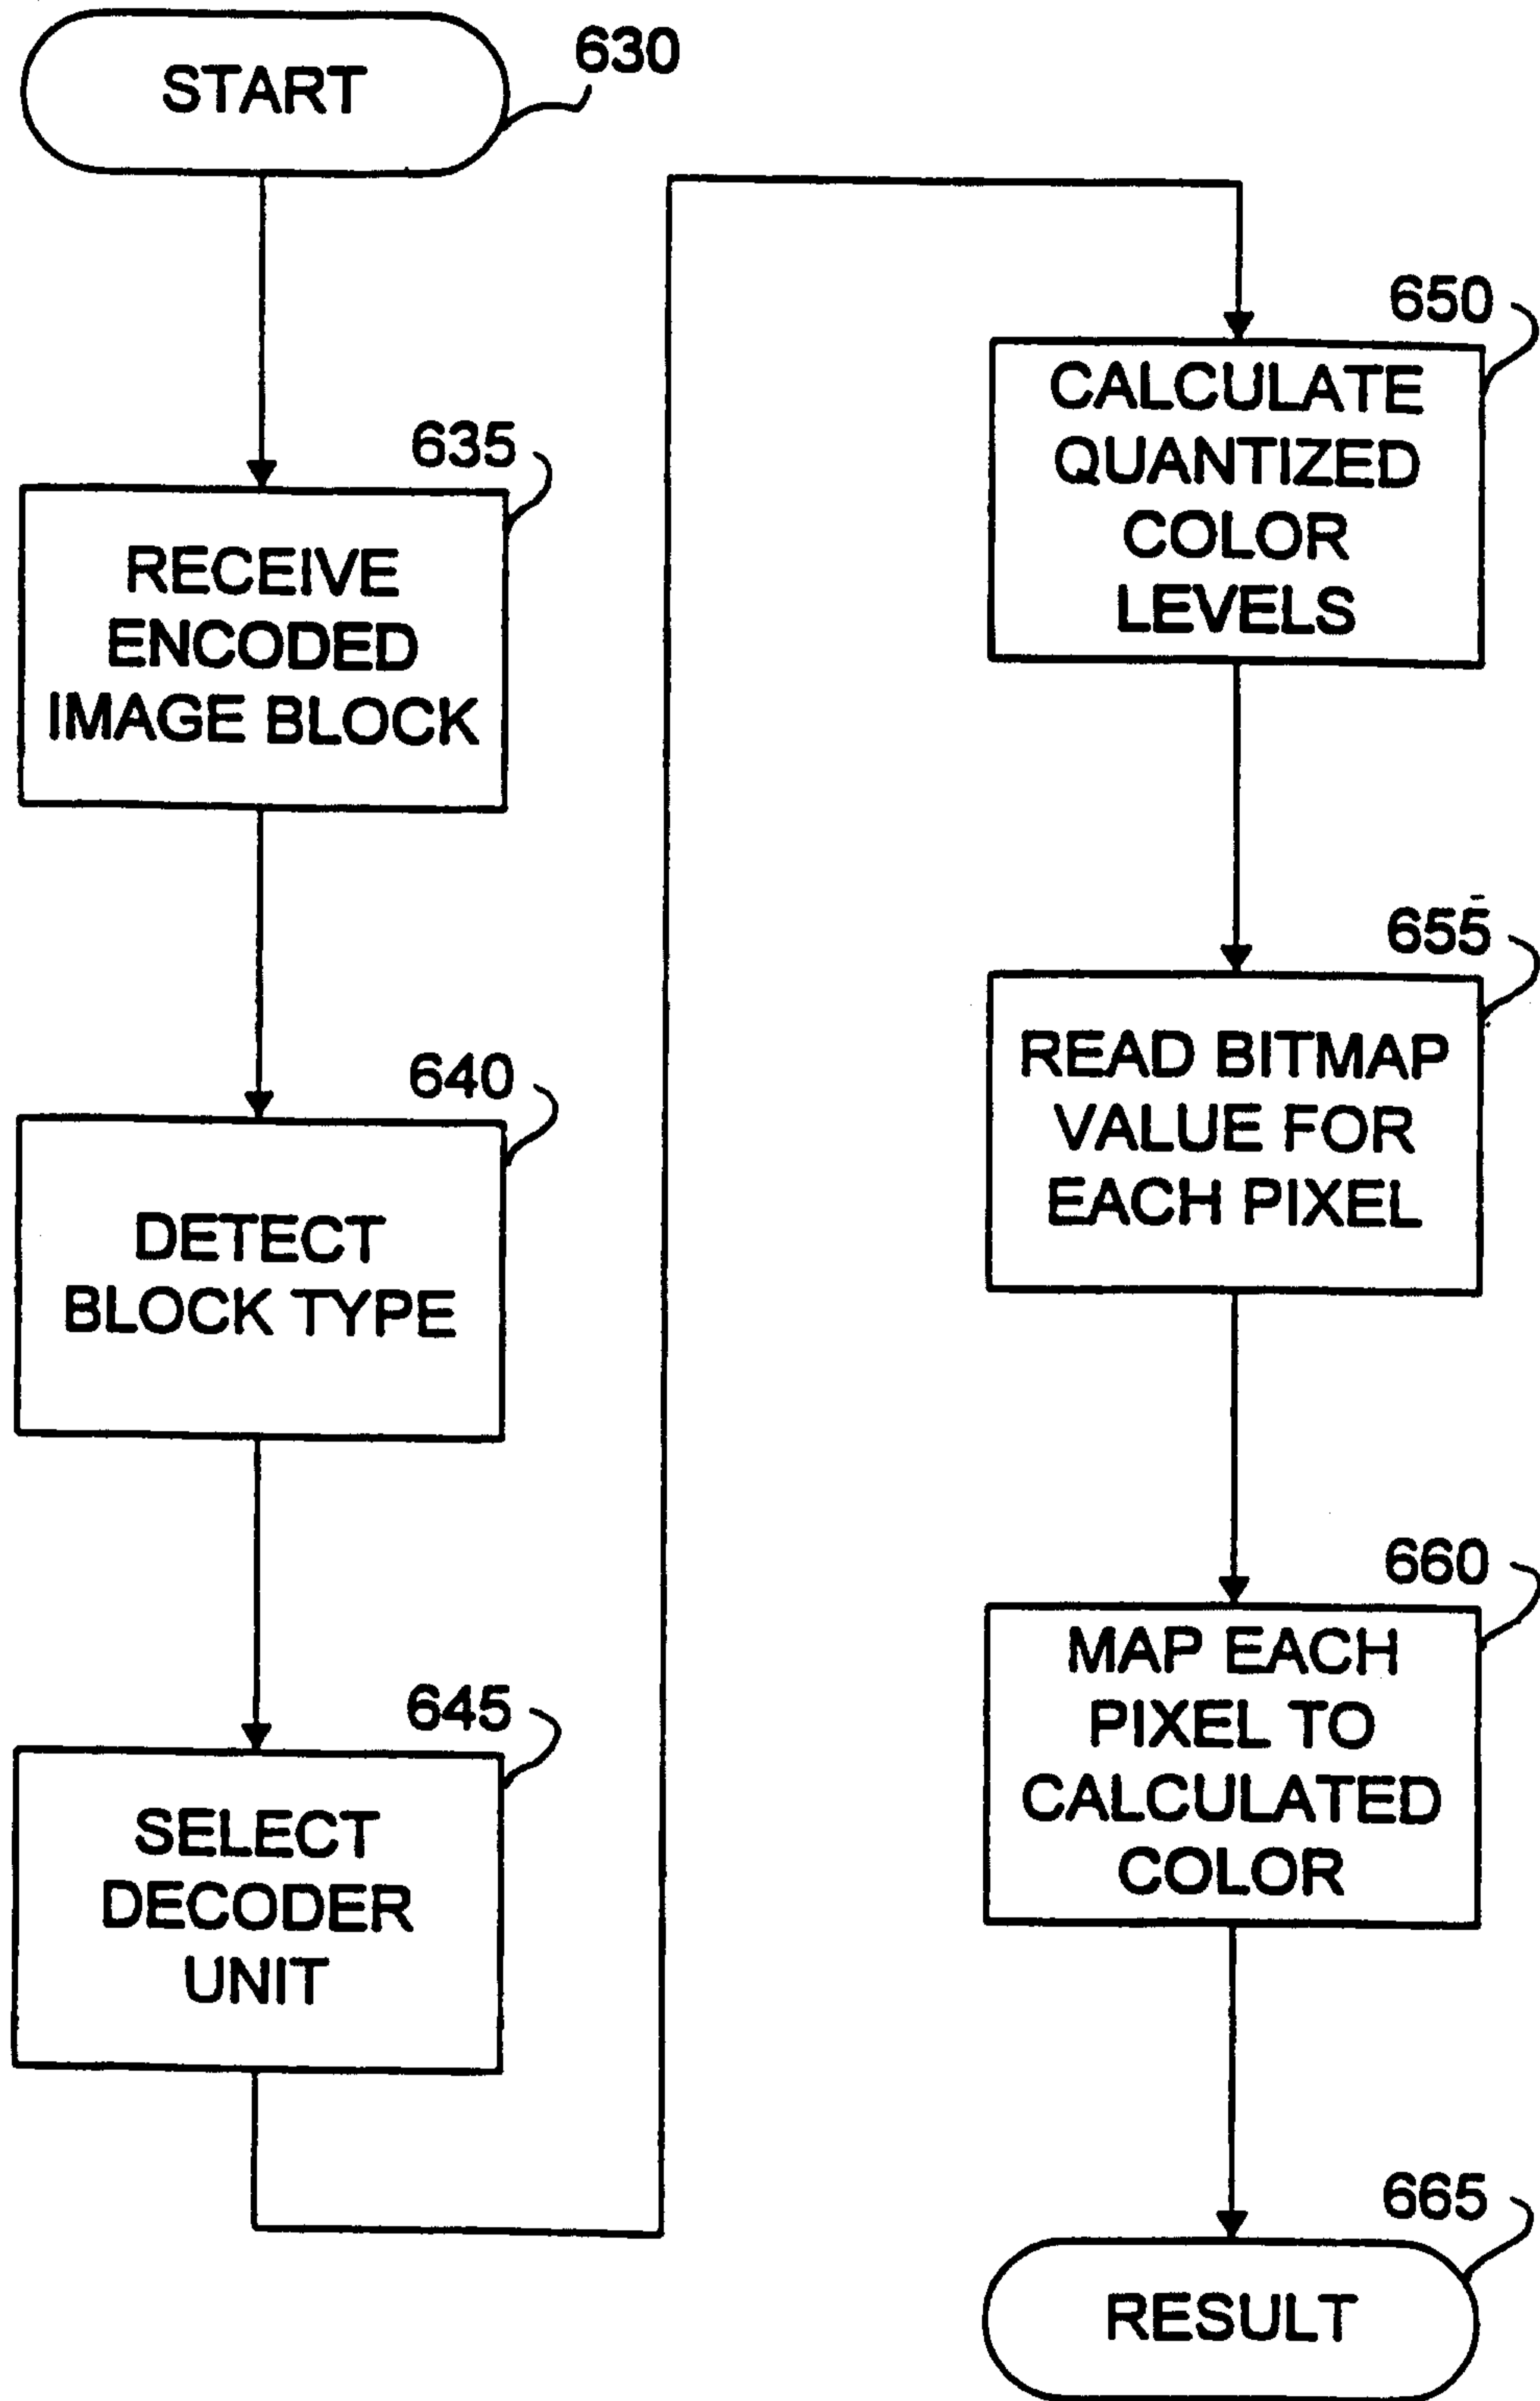 START
630
635
RECEIVE
ENCODED
IMAGE BLOCK
640
DETECT
BLOCK TYPE
645
SELECT
DECODER
UNIT
650
CALCULATE
QUANTIZED
COLOR
LEVELS
655
READ BITMAP
VALUE FOR
EACH PIXEL
660
MAP EACH
PIXEL TO
CALCULATED
COLOR
665
RESULT